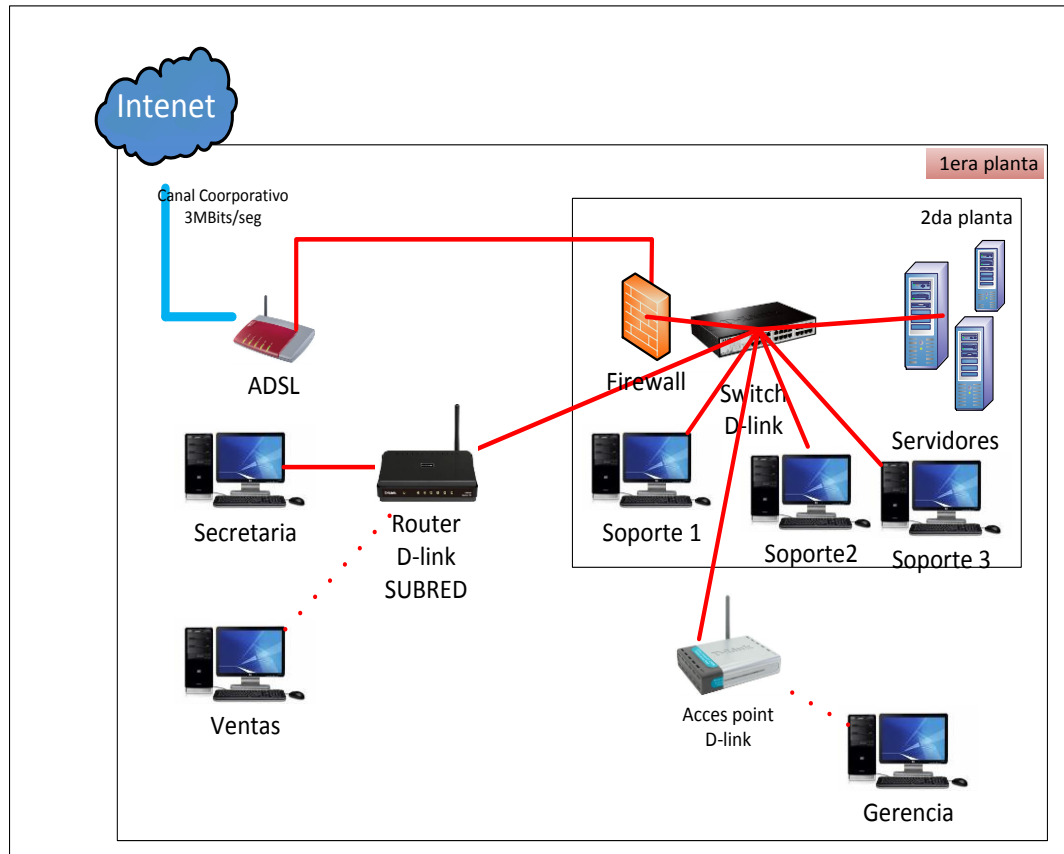 Intenet
1era planta
Canal Coorporativo
3MBits/seg
2da planta
ADSL
Firewall
Switch
D-link
Servidores
Secretaria
Router
D-link
SUBRED
Soporte 1
Soporte2
Soporte 3
Ventas
Acces point
D-link
Gerencia